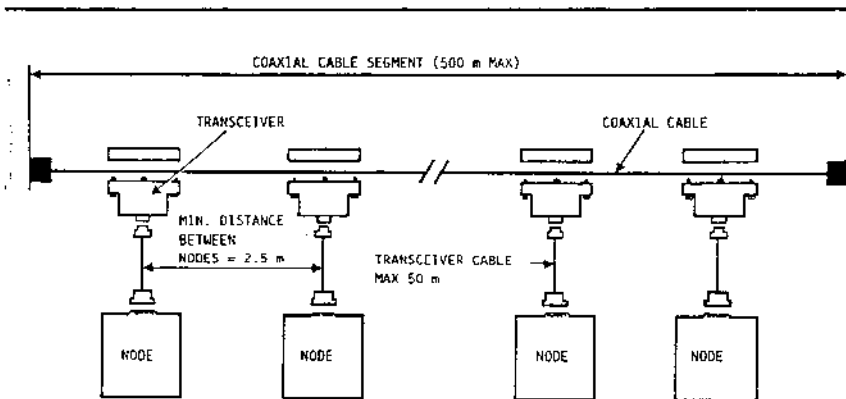 COAXIAL CABLE SEGMENT (500 m MAX)
TRANSCEIVER
COAXIAL CABLE
MIN. DISTANCE
BETWEEN
NODES = 2.5 m
TRANSCEIVER CABLE
MAX 50 m
NODE
NODE
NODE
NODE